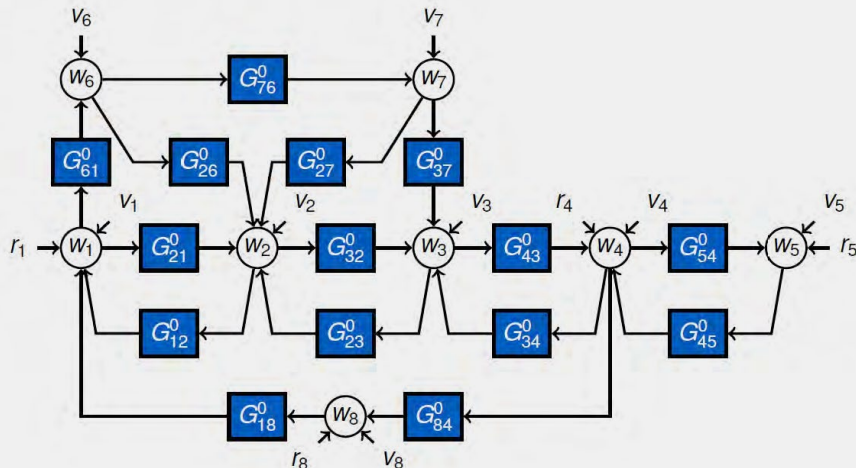 v6 v7
w6 G⁰76 w7
G⁰61 G⁰26 G⁰27 G⁰37
v1 v2 v3 r4 v4 v5
r1 w1 G⁰21 w2 G⁰32 w3 G⁰43 w4 G⁰54 w5 r5
G⁰12 G⁰23 G⁰34 G⁰45
G⁰18 w8 G⁰84
r8 v8